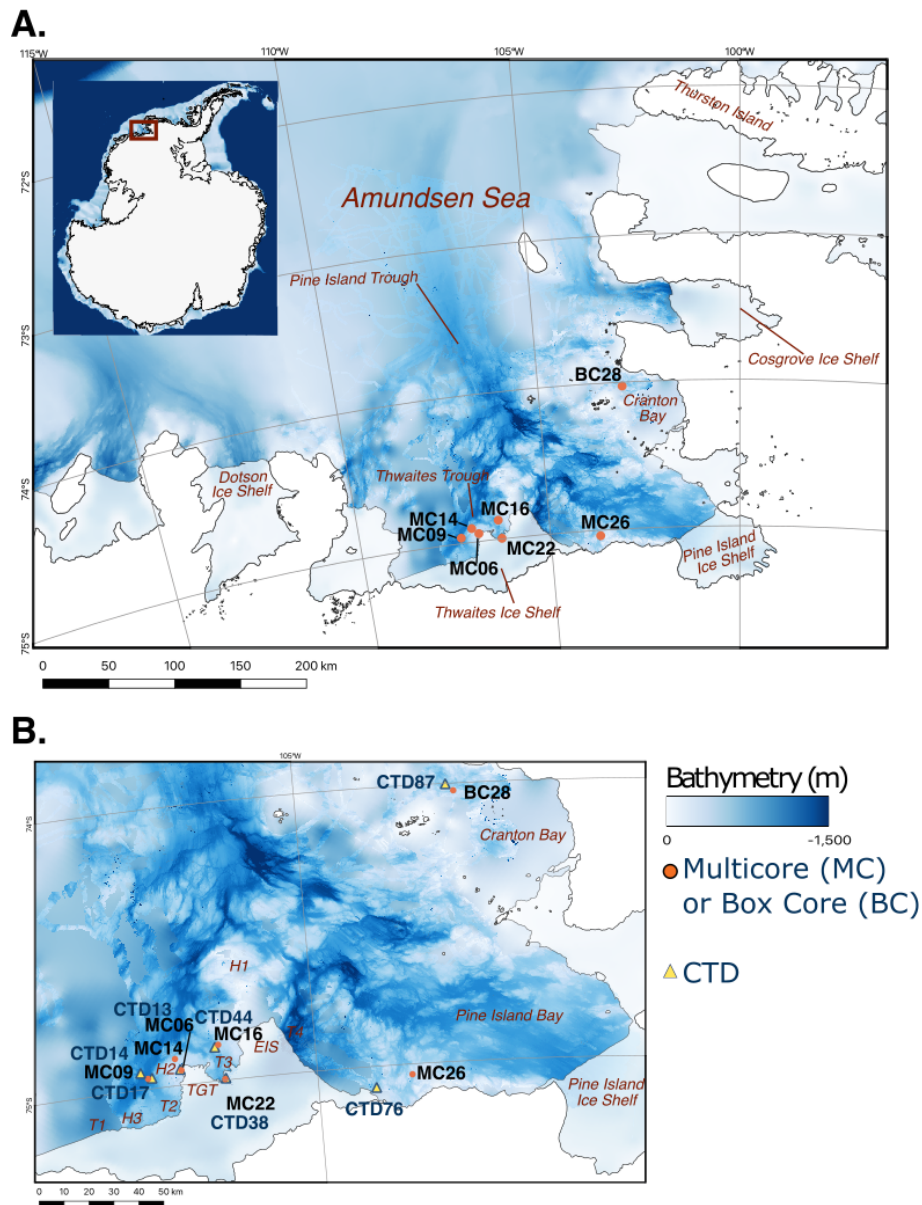 A.
115°W
110°W
105°W
100°W
72°S
73°S
74°S
75°S
Thurston Island
Amundsen Sea
Pine Island Trough
Cosgrove Ice Shelf
BC28
Cranton
Bay
Dotson
Ice Shelf
Thwaites Trough
MC16
MC14
MC09
MC06
MC22
MC26
Pine Island
Ice Shelf
Thwaites Ice Shelf
0 50 100 150 200 km
B.
105°W
74°S
75°S
CTD87
BC28
Cranton Bay
H1
CTD13
MC06
CTD44
MC16
CTD14
MC14
MC09
H2
CTD17
T3
EIS
T4
TGT
T2
H3
T1
MC22
CTD38
Pine Island Bay
MC26
CTD76
Pine Island
Ice Shelf
0 10 20 30 40 50 km
Bathymetry (m)
0 -1,500
Multicore (MC)
or Box Core (BC)
CTD